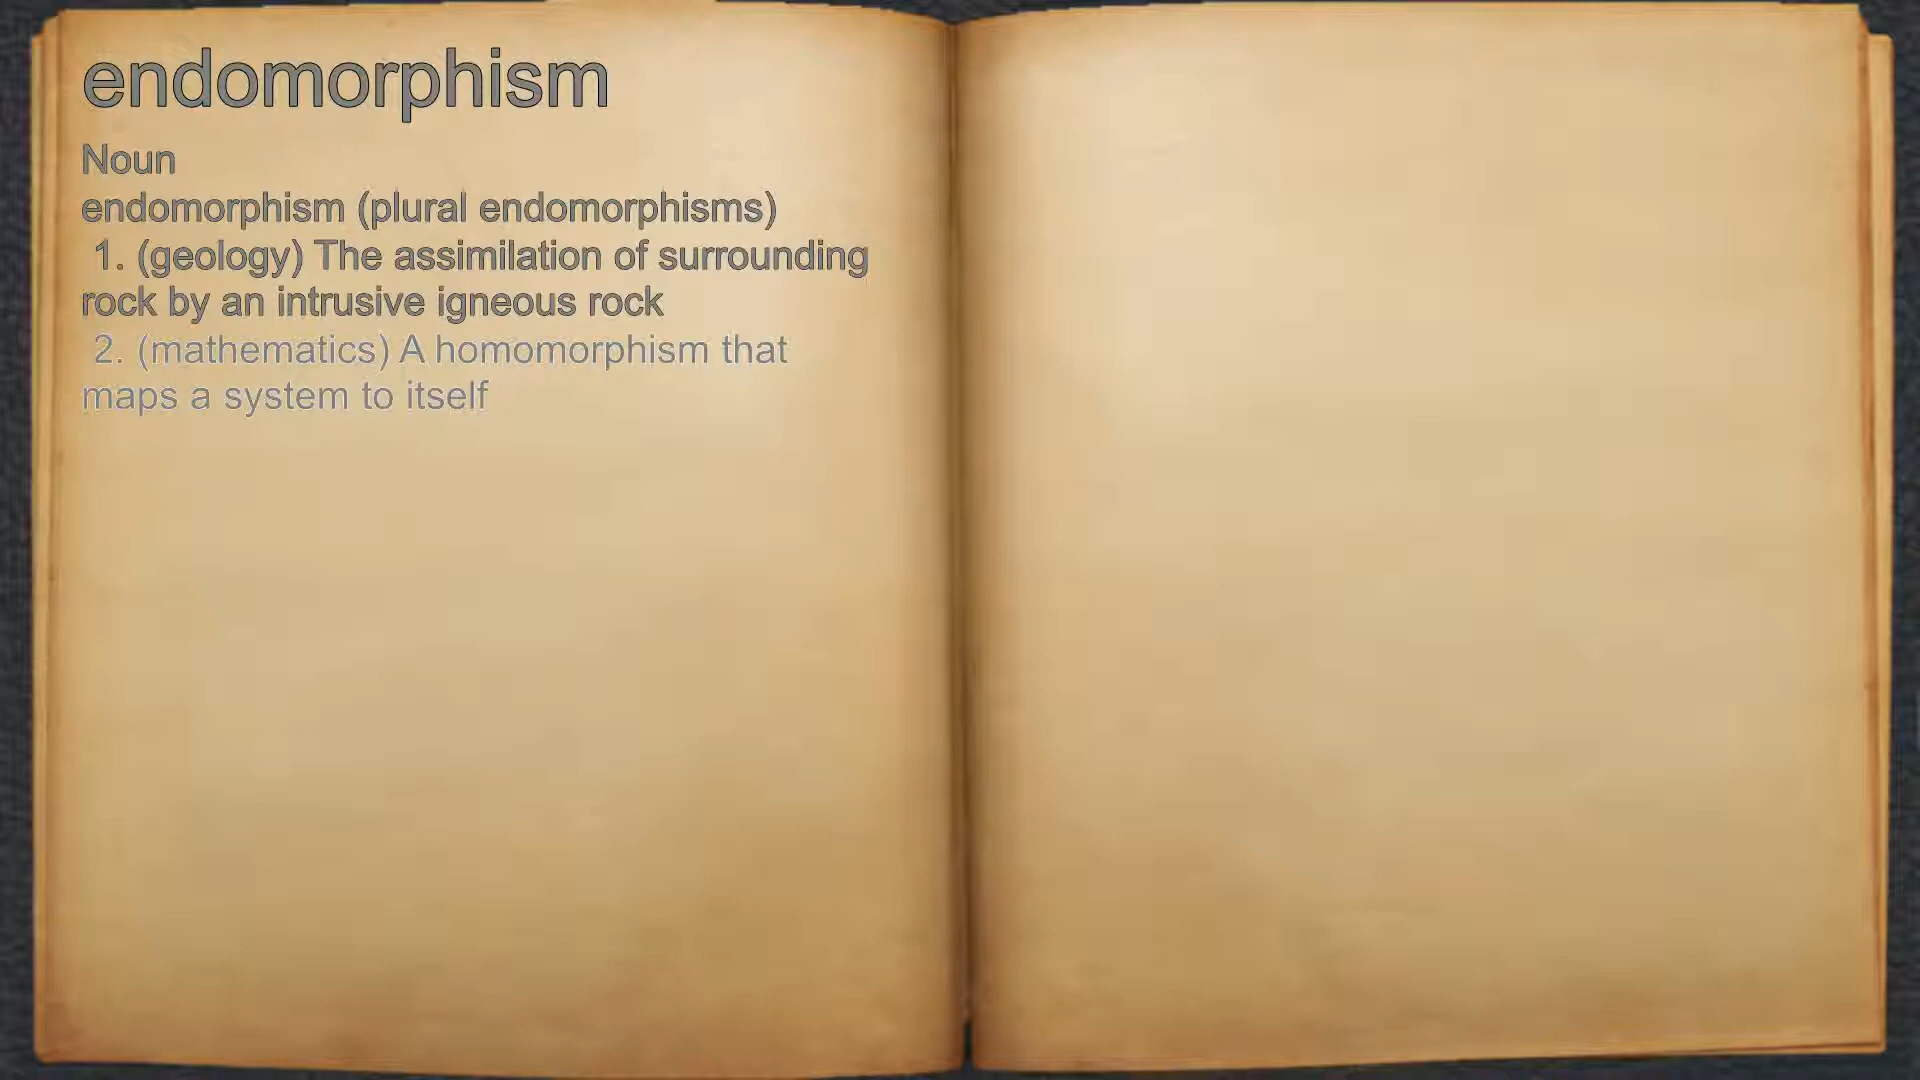 endomorphism
Noun
endomorphism (plural endomorphisms)
1. (geology) The assimilation of surrounding
rock by an intrusive igneous rock
2. (mathematics) A homomorphism that
maps a system to itself